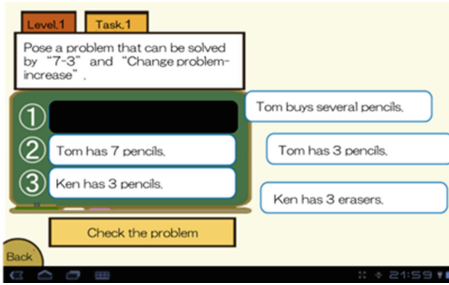 Level.1 Task.1
Pose a problem that can be solved
by “7-3” and “Change problem-
increase”.
① Tom buys several pencils.
② Tom has 7 pencils. Tom has 3 pencils.
③ Ken has 3 pencils.
Ken has 3 erasers.
Check the problem
Back
21:59